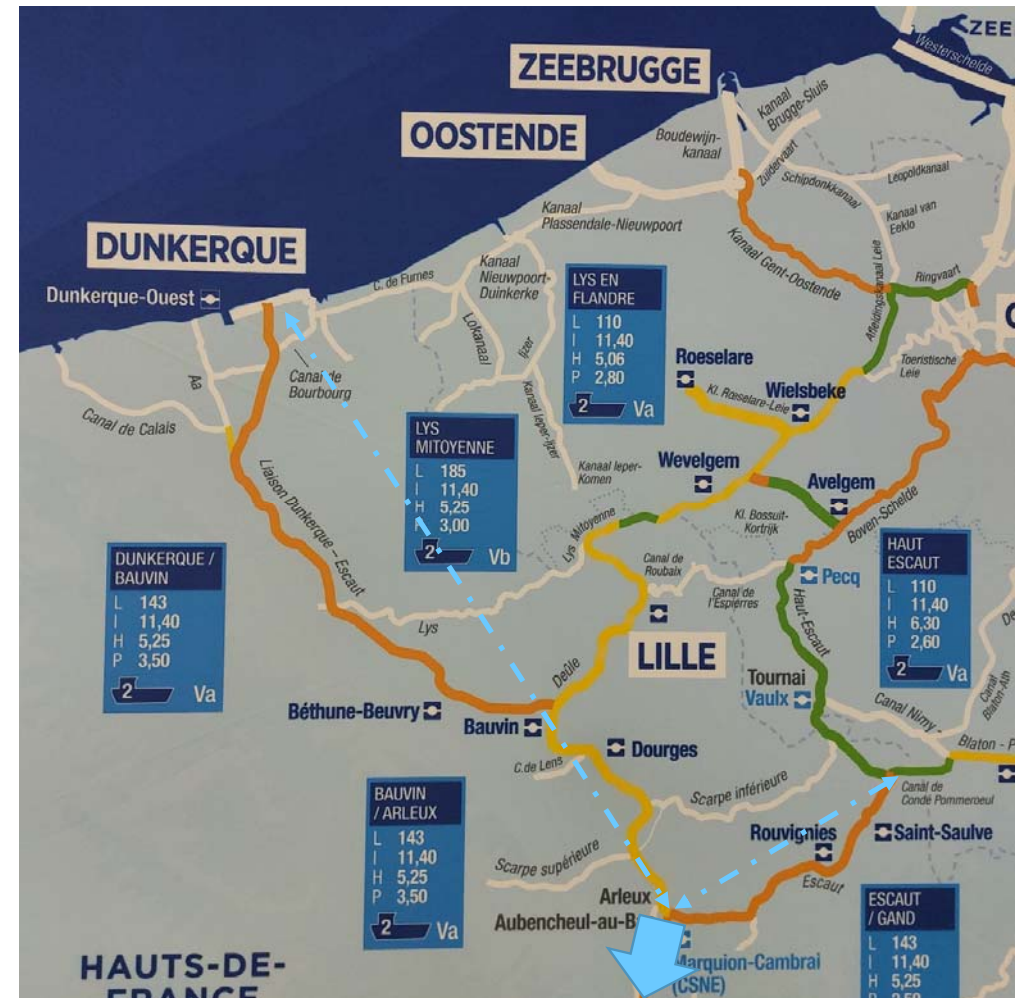 ZEE
Westerschelde
ZEEBRUGGE
Kanaal
Brugge-Sluis
OOSTENDE
Boudewijn-
kanaal
Zuidervaart
Schipdonkkanaal
Leopoldkanaal
Kanaal
Plassendale-Nieuwpoort
Kanaal van
Eeklo
DUNKERQUE
Kanaal Gent-Oostende
Afleidingskanaal Leie
Ringvaart
Dunkerque-Ouest
C. de Furnes
Kanaal
Nieuwpoort-
Duinkerke
Lokanaal
Ijzer
Kanaal Ieper-Ijzer
LYS EN
FLANDRE
L 110
I 11,40
H 5,06
P 2,80
2 Va
Roeselare
Kl. Roeselare-Leie
Wielsbeke
Toeristische
Leie
Aa
Canal de
Bourbourg
Canal de Calais
LYS
MITOYENNE
L 185
I 11,40
H 5,25
3,00
2 Vb
Kanaal Ieper-
Komen
Wevelgem
Avelgem
Kl. Bossuit-
Kortrijk
Boven-Schelde
Liaison Dunkerque – Escaut
Lys Mitoyenne
Canal de
Roubaix
Canal de
l'Espierres
Pecq
HAUT
ESCAUT
L 110
I 11,40
H 6,30
P 2,60
2 Va
DUNKERQUE /
BAUVIN
L 143
I 11,40
H 5,25
P 3,50
2 Va
Lys
LILLE
Haut-Escaut
Deûle
Tournai
Vaulx
Canal
Blaton-Ath
Canal Nimy -
Blaton - P
Béthune-Beuvry
Bauvin
Dourges
C.de Lens
Canal de
Condé Pommeroeul
Scarpe inférieure
BAUVIN
/ ARLEUX
L 143
I 11,40
H 5,25
P 3,50
2 Va
Scarpe supérieure
Rouvignies
Saint-Saulve
Escaut
Arleux
Aubencheul-au-B
Marquion-Cambrai
(CSNE)
ESCAUT
/ GAND
L 143
I 11,40
H 5,25
HAUTS-DE-
FRANCE